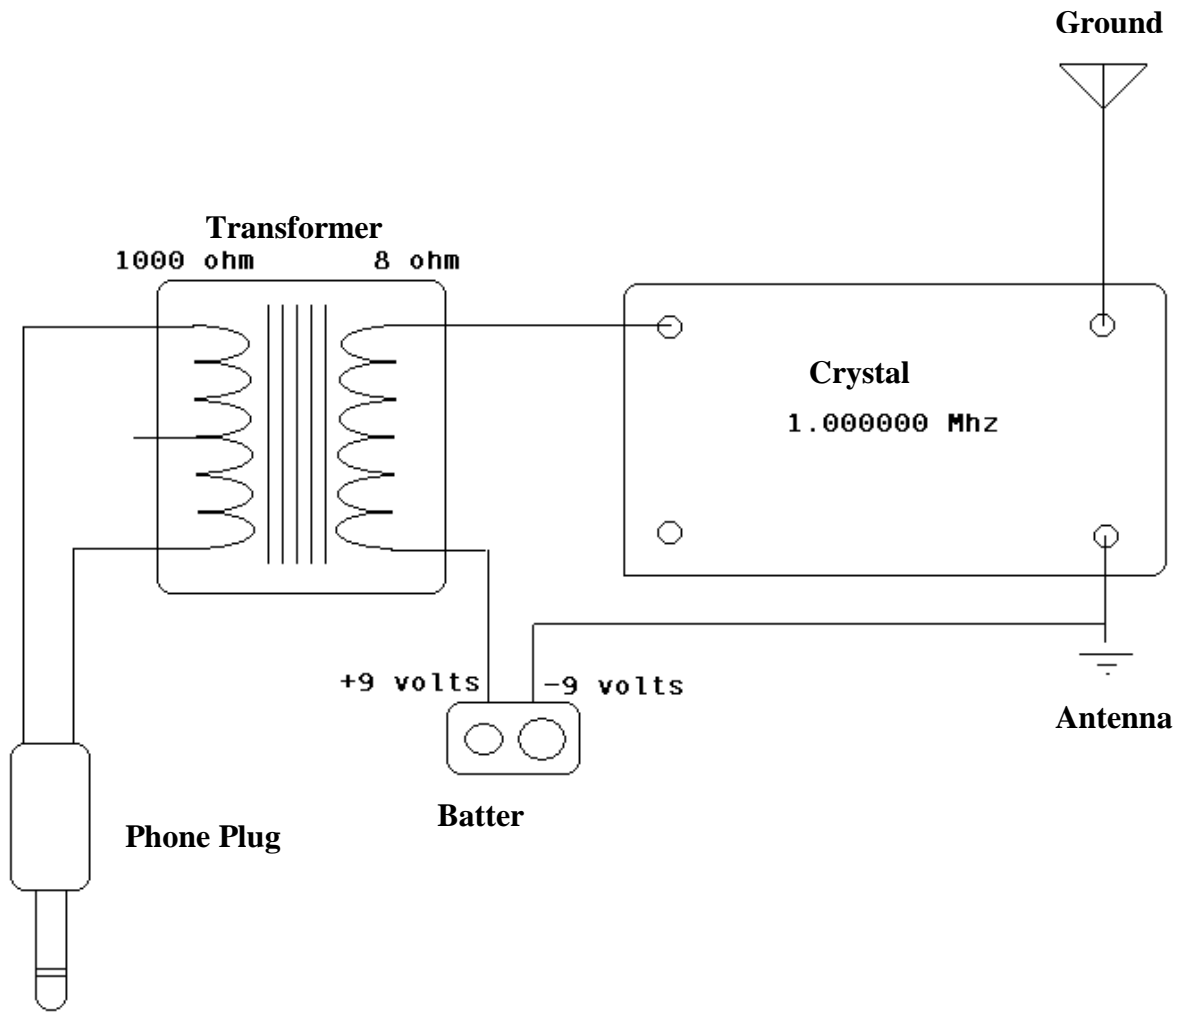 Ground
Transformer
1000 ohm 8 ohm
Crystal
1.000000 Mhz
+9 volts -9 volts
Antenna
Batter
Phone Plug